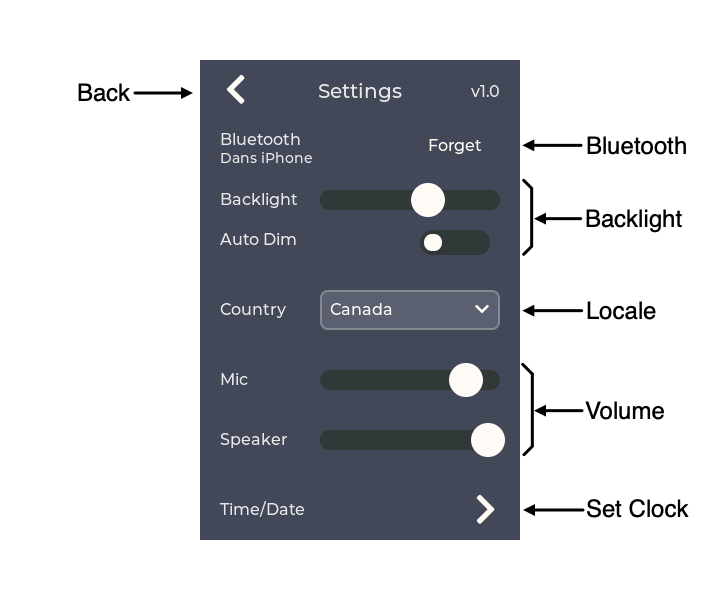 Back
Settings
v1.0
Bluetooth
Dans iPhone
Forget
Bluetooth
Backlight
Auto Dim
Backlight
Country
Canada
Locale
Mic
Speaker
Volume
Time/Date
Set Clock